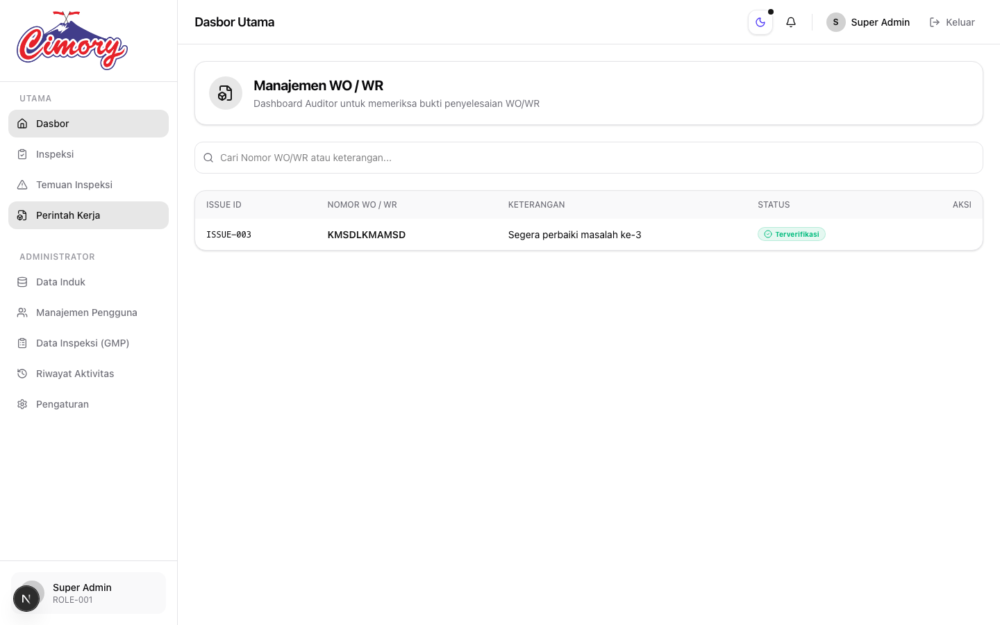 Cimory
UTAMA
Dasbor
Inspeksi
Temuan Inspeksi
Perintah Kerja
ADMINISTRATOR
Data Induk
Manajemen Pengguna
Data Inspeksi (GMP)
Riwayat Aktivitas
Pengaturan
N
Super Admin
ROLE-001
Dasbor Utama
S
Super Admin
Keluar
Manajemen WO / WR
Dashboard Auditor untuk memeriksa bukti penyelesaian WO/WR
Cari Nomor WO/WR atau keterangan...
ISSUE ID NOMOR WO / WR KETERANGAN STATUS AKSI
ISSUE-003 KMSDLKMAMSD Segera perbaiki masalah ke-3 Terverifikasi